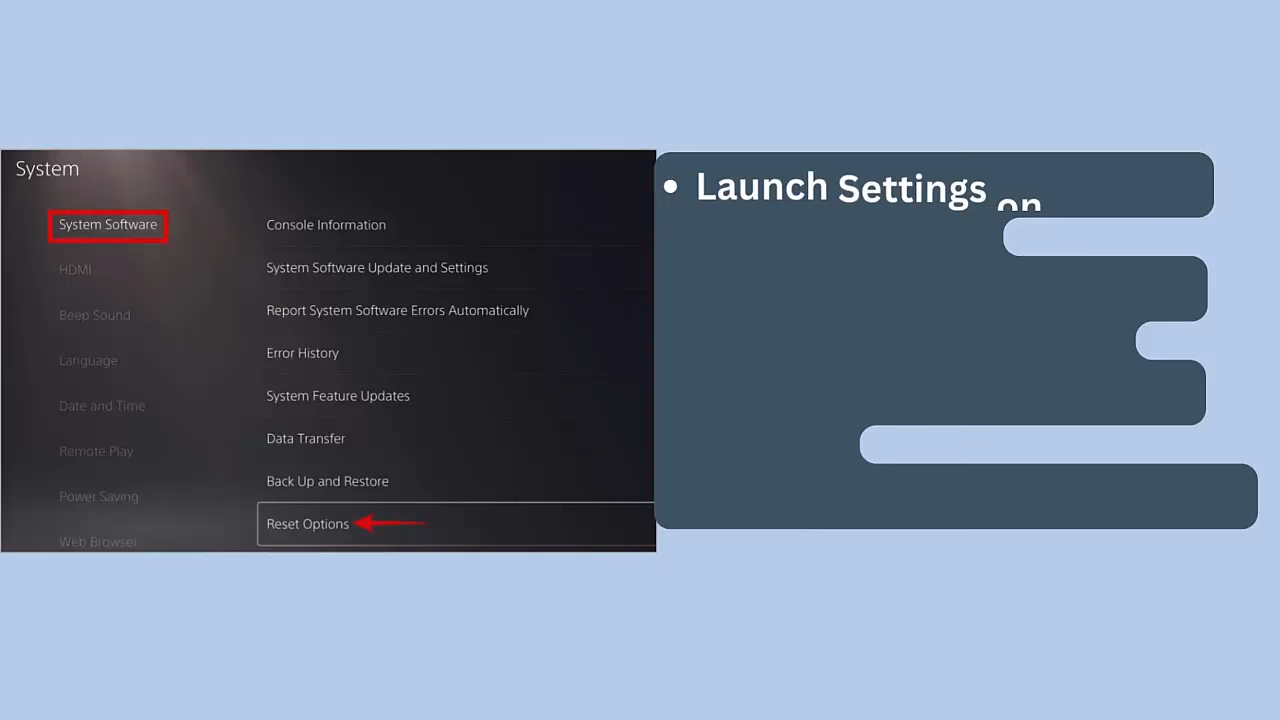 System
System Software
HDMI
Beep Sound
Language
Date and Time
Remote Play
Power Saving
Web Browser
Console Information
System Software Update and Settings
Report System Software Errors Automatically
Error History
System Feature Updates
Data Transfer
Back Up and Restore
Reset Options
• Launch Settings on